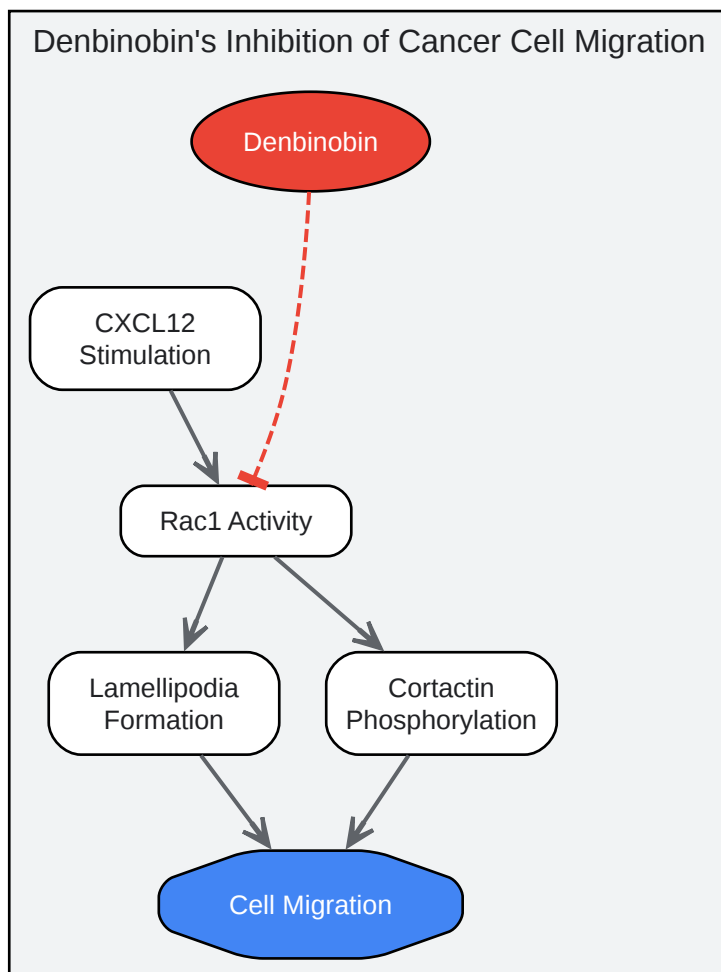 Denbinobin's Inhibition of Cancer Cell Migration
Denbinobin
CXCL12
Stimulation
Rac1 Activity
Lamellipodia
Formation
Cortactin
Phosphorylation
Cell Migration